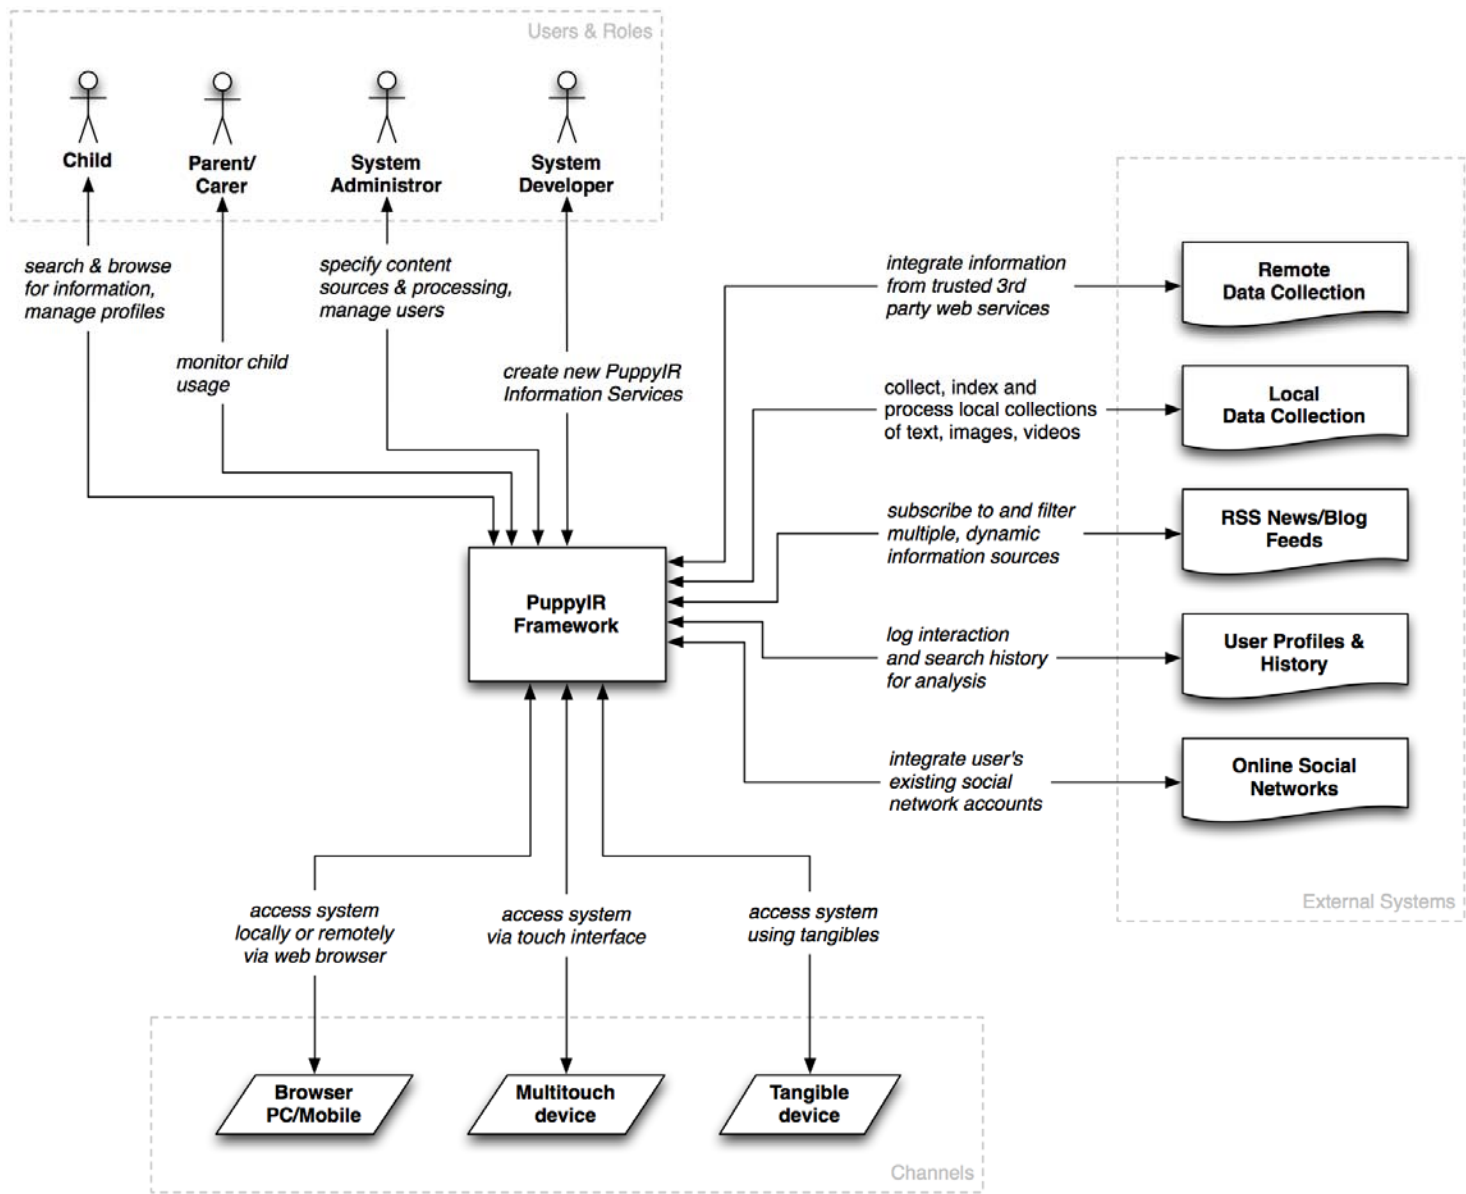 Users & Roles
Child
Parent/
Carer
System
Administror
System
Developer
search & browse
for information,
manage profiles
monitor child
usage
specify content
sources & processing,
manage users
create new PuppyIR
Information Services
integrate information
from trusted 3rd
party web services
Remote
Data Collection
collect, index and
process local collections
of text, images, videos
Local
Data Collection
subscribe to and filter
multiple, dynamic
information sources
RSS News/Blog
Feeds
PuppyIR
Framework
log interaction
and search history
for analysis
User Profiles &
History
integrate user's
existing social
network accounts
Online Social
Networks
External Systems
access system
locally or remotely
via web browser
access system
via touch interface
access system
using tangibles
Browser
PC/Mobile
Multitouch
device
Tangible
device
Channels